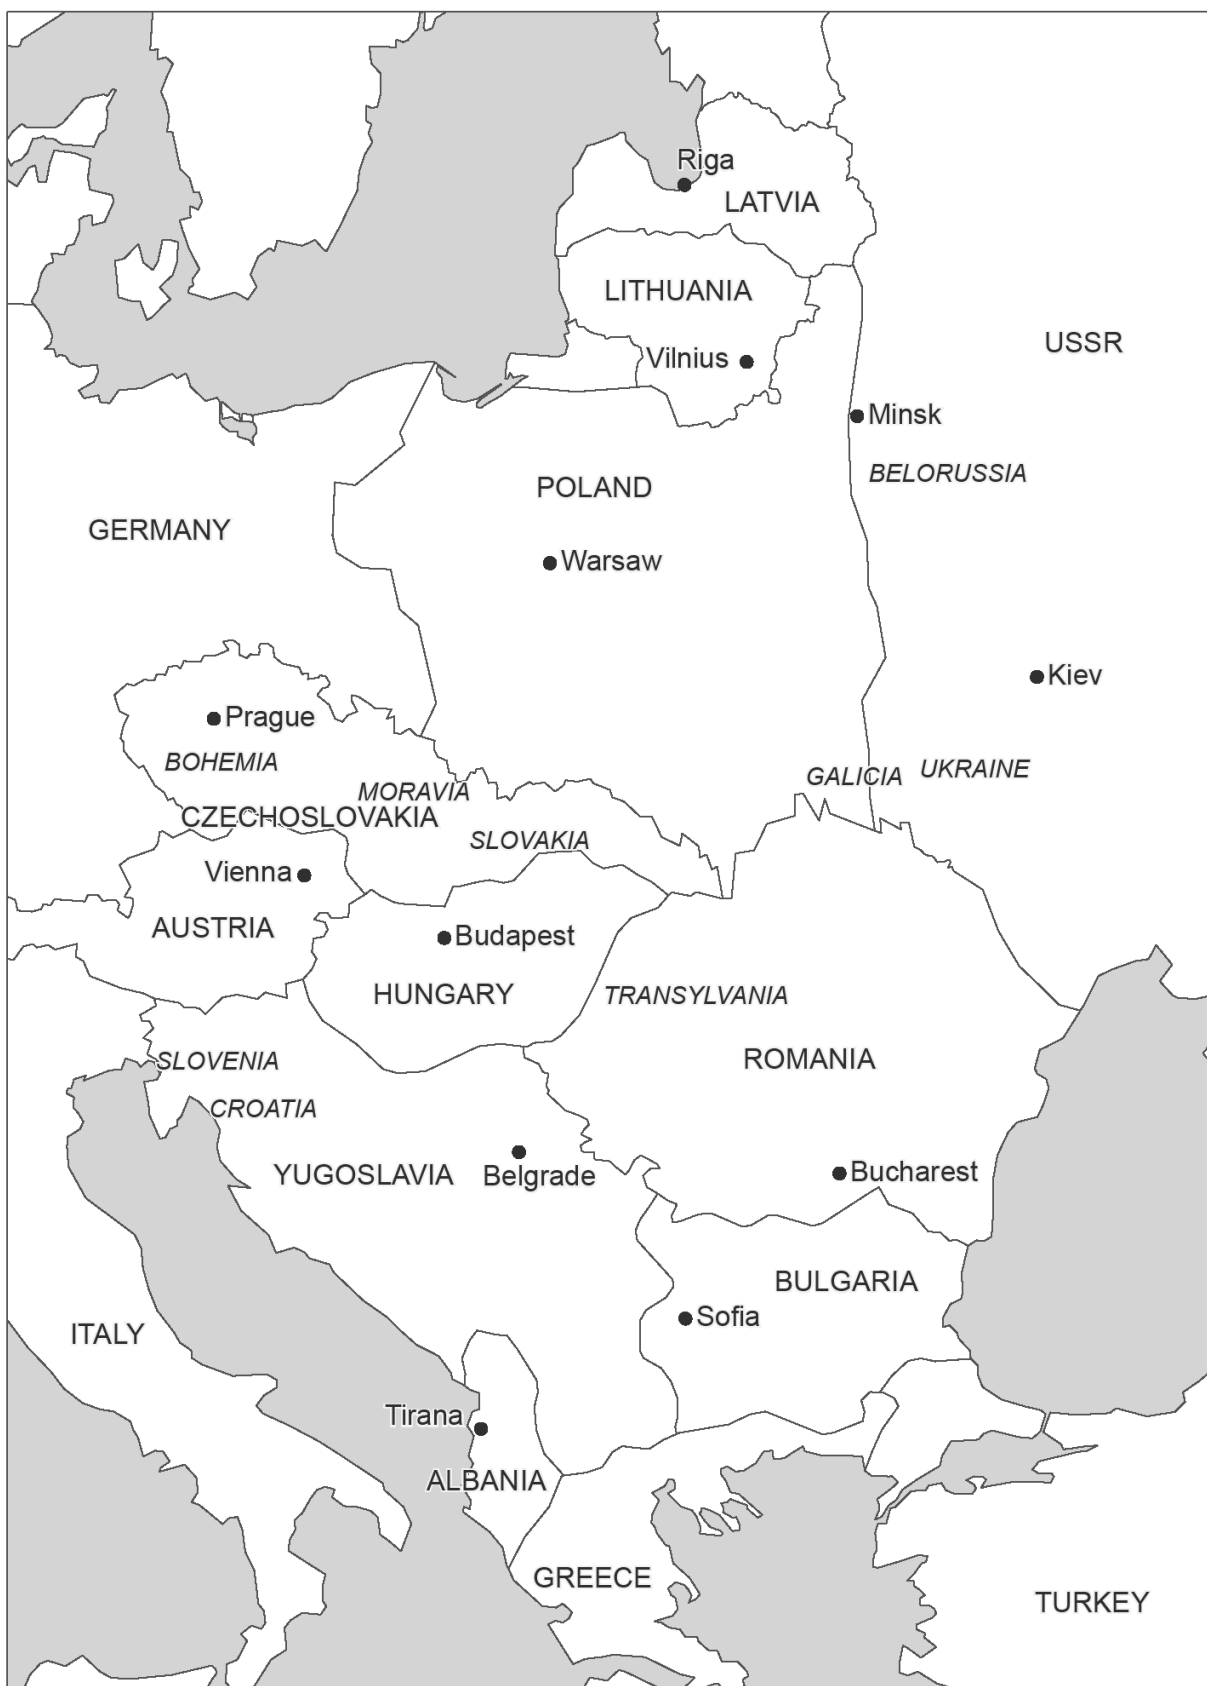 Riga
LATVIA
LITHUANIA
USSR
Vilnius
Minsk
BELORUSSIA
POLAND
GERMANY
Warsaw
Kiev
Prague
BOHEMIA
UKRAINE
GALICIA
MORAVIA
CZECHOSLOVAKIA
SLOVAKIA
Vienna
AUSTRIA
Budapest
HUNGARY
TRANSYLVANIA
ROMANIA
SLOVENIA
CROATIA
YUGOSLAVIA
Belgrade
Bucharest
BULGARIA
Sofia
ITALY
Tirana
ALBANIA
GREECE
TURKEY